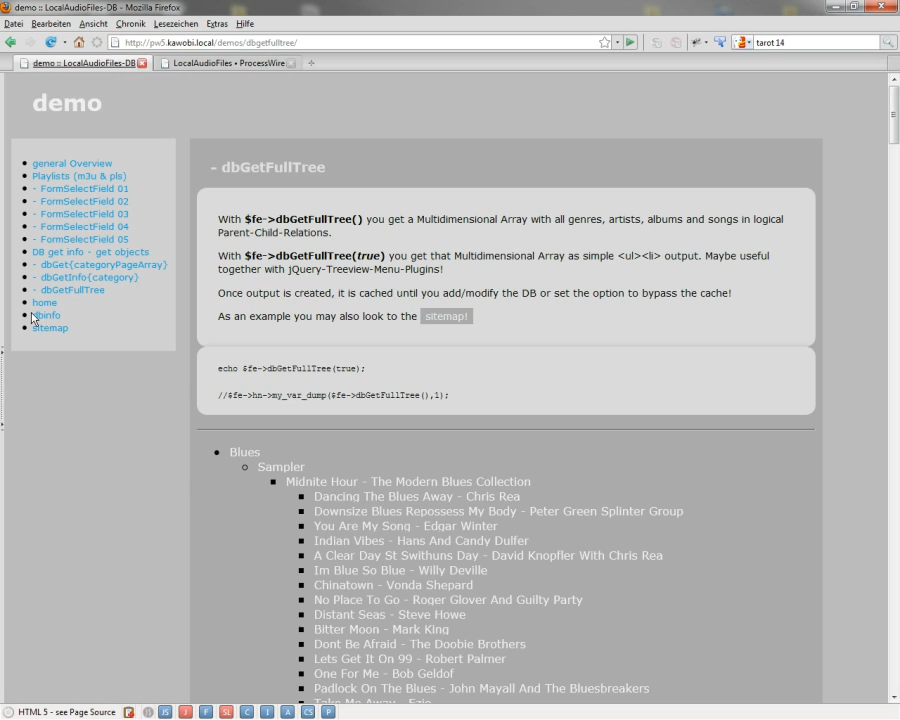 demo :: LocalAudioFiles-DB - Mozilla Firefox
Datei Bearbeiten Ansicht Chronik Lesezeichen Extras Hilfe
http://pw5.kawobi.local/demos/dbgetfulltree/
tarot 14
demo :: LocalAudioFiles-DB
LocalAudioFiles • ProcessWire
demo
general Overview
Playlists (m3u & pls)
- FormSelectField 01
- FormSelectField 02
- FormSelectField 03
- FormSelectField 04
- FormSelectField 05
DB get info - get objects
- dbGet{categoryPageArray}
- dbGetInfo{category}
- dbGetFullTree
home
dbinfo
sitemap
- dbGetFullTree
With $fe->dbGetFullTree() you get a Multidimensional Array with all genres, artists, albums and songs in logical
Parent-Child-Relations.
With $fe->dbGetFullTree(true) you get that Multidimensional Array as simple <ul><li> output. Maybe useful
together with jQuery-Treeview-Menu-Plugins!
Once output is created, it is cached until you add/modify the DB or set the option to bypass the cache!
As an example you may also look to the sitemap!
echo $fe->dbGetFullTree(true);
//$fe->hn->my_var_dump($fe->dbGetFullTree(),1);
Blues
Sampler
Midnite Hour - The Modern Blues Collection
Dancing The Blues Away - Chris Rea
Downsize Blues Repossess My Body - Peter Green Splinter Group
You Are My Song - Edgar Winter
Indian Vibes - Hans And Candy Dulfer
A Clear Day St Swithuns Day - David Knopfler With Chris Rea
Im Blue So Blue - Willy Deville
Chinatown - Vonda Shepard
No Place To Go - Roger Glover And Guilty Party
Distant Seas - Steve Howe
Bitter Moon - Mark King
Dont Be Afraid - The Doobie Brothers
Lets Get It On 99 - Robert Palmer
One For Me - Bob Geldof
Padlock On The Blues - John Mayall And The Bluesbreakers
Take Me Away - Ezio
HTML 5 - see Page Source JS J F SL C I A CS P